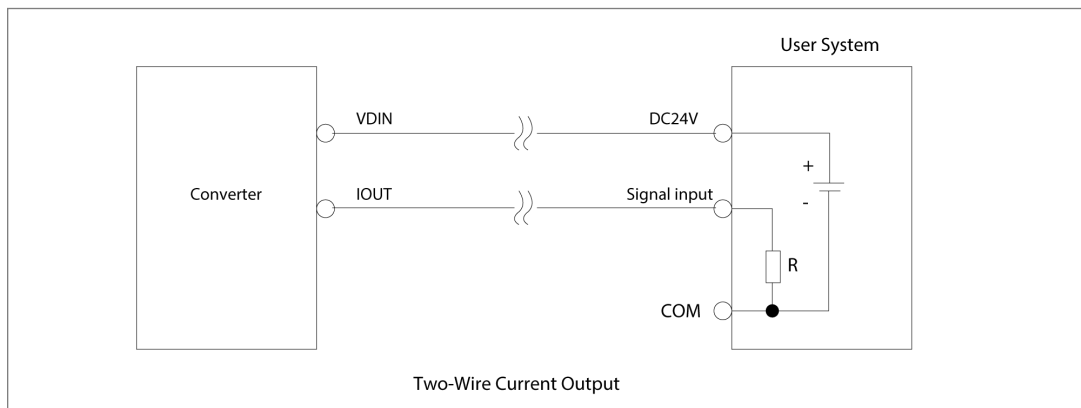 User System
VDIN
DC24V
+
Converter
IOUT
Signal input
-
R
COM
Two-Wire Current Output